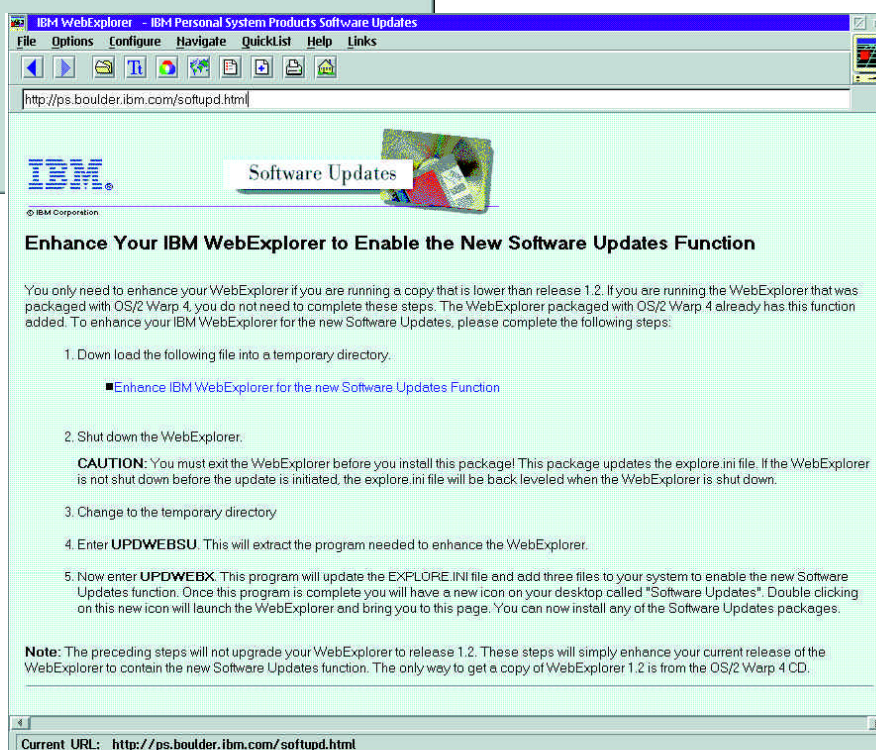 IBM WebExplorer - IBM Personal System Products Software Updates
File Options Configure Navigate QuickList Help Links
http://ps.boulder.ibm.com/softupd.html
IBM®
Software Updates
© IBM Corporation
Enhance Your IBM WebExplorer to Enable the New Software Updates Function
You only need to enhance your WebExplorer if you are running a copy that is lower than release 1.2. If you are running the WebExplorer that was
packaged with OS/2 Warp 4, you do not need to complete these steps. The WebExplorer packaged with OS/2 Warp 4 already has this function
added. To enhance your IBM WebExplorer for the new Software Updates, please complete the following steps:
1. Down load the following file into a temporary directory.
Enhance IBM WebExplorer for the new Software Updates Function
2. Shut down the WebExplorer.
CAUTION: You must exit the WebExplorer before you install this package! This package updates the explore.ini file. If the WebExplorer
is not shut down before the update is initiated, the explore.ini file will be back leveled when the WebExplorer is shut down.
3. Change to the temporary directory
4. Enter UPDWEBSU. This will extract the program needed to enhance the WebExplorer.
5. Now enter UPDWEBX. This program will update the EXPLORE.INI file and add three files to your system to enable the new Software
Updates function. Once this program is complete you will have a new icon on your desktop called "Software Updates". Double clicking
on this new icon will launch the WebExplorer and bring you to this page. You can now install any of the Software Updates packages.
Note: The preceding steps will not upgrade your WebExplorer to release 1.2. These steps will simply enhance your current release of the
WebExplorer to contain the new Software Updates function. The only way to get a copy of WebExplorer 1.2 is from the OS/2 Warp 4 CD.
Current URL: http://ps.boulder.ibm.com/softupd.html